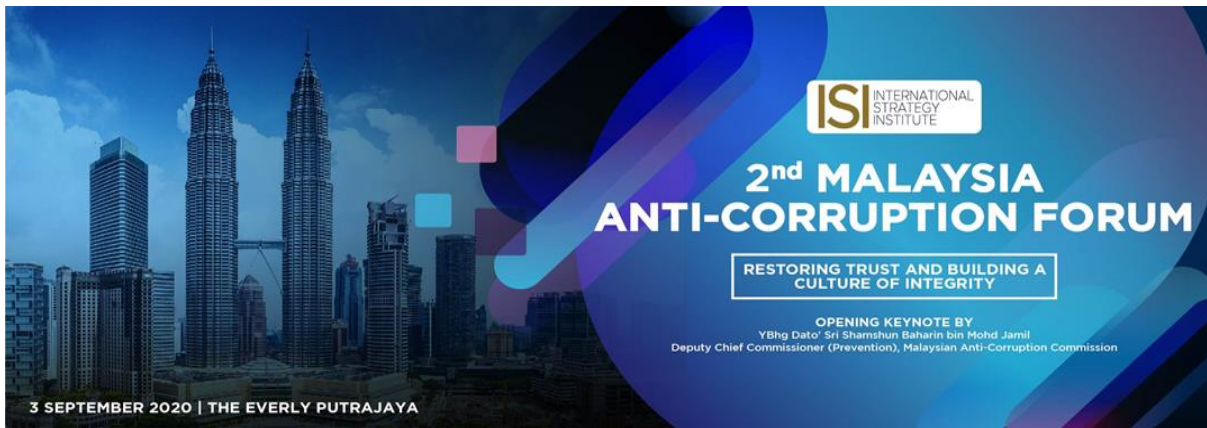 ISI INTERNATIONAL
STRATEGY
INSTITUTE
2nd MALAYSIA
ANTI-CORRUPTION FORUM
RESTORING TRUST AND BUILDING A
CULTURE OF INTEGRITY
OPENING KEYNOTE BY
YBhg Dato' Sri Shamshun Baharin bin Mohd Jamil
Deputy Chief Commissioner (Prevention), Malaysian Anti-Corruption Commission
3 SEPTEMBER 2020 | THE EVERLY PUTRAJAYA